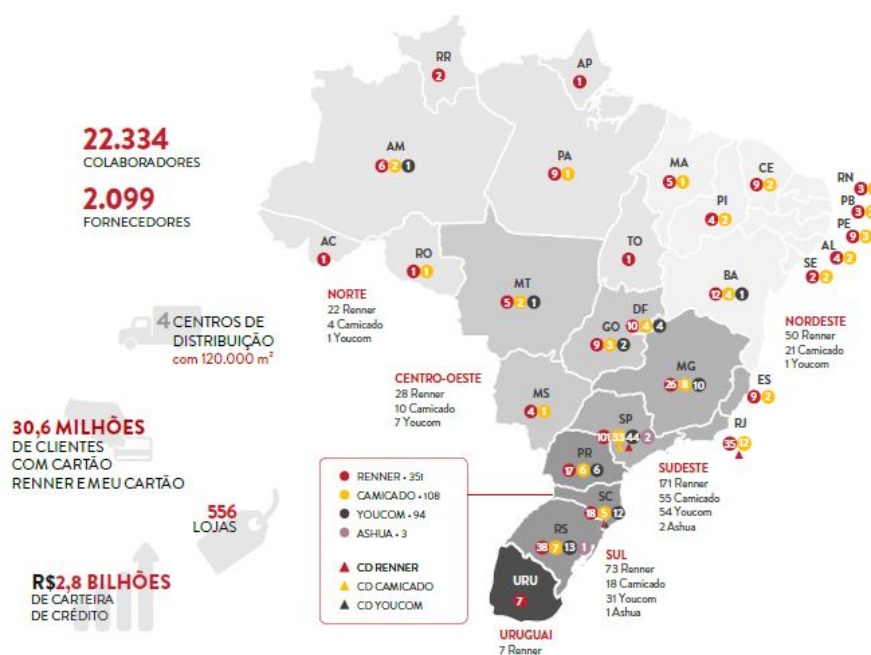 22.334
COLABORADORES
2.099
FORNECEDORES
4 CENTROS DE
DISTRIBUIÇÃO
com 120.000 m²
30,6 MILHÕES
DE CLIENTES
COM CARTÃO
RENNER E MEU CARTÃO
556
LOJAS
R$2,8 BILHÕES
DE CARTEIRA
DE CRÉDITO
RR
2
AP
1
AM
6 2 1
PA
9 1
MA
5 1
CE
9 2
RN
3
PB
3
PE
9 3
AL
4 2
SE
2 2
PI
4 2
AC
1
RO
1 1
TO
1
MT
5 2 1
BA
12 4 1
DF
10 4 4
GO
9 3 2
MG
26 8 10
ES
9 2
RJ
35 12
MS
4 1
SP
101 33 44 2
PR
17 6 6
SC
18 5 12
RS
38 7 13 1
URU
7
NORTE
22 Renner
4 Camicado
1 Youcom
NORDESTE
50 Renner
21 Camicado
1 Youcom
CENTRO-OESTE
28 Renner
10 Camicado
7 Youcom
SUDESTE
171 Renner
55 Camicado
54 Youcom
2 Ashua
SUL
73 Renner
18 Camicado
31 Youcom
1 Ashua
URUGUAI
7 Renner
RENNER • 351
CAMICADO • 108
YOUCOM • 94
ASHUA • 3
CD RENNER
CD CAMICADO
CD YOUCOM